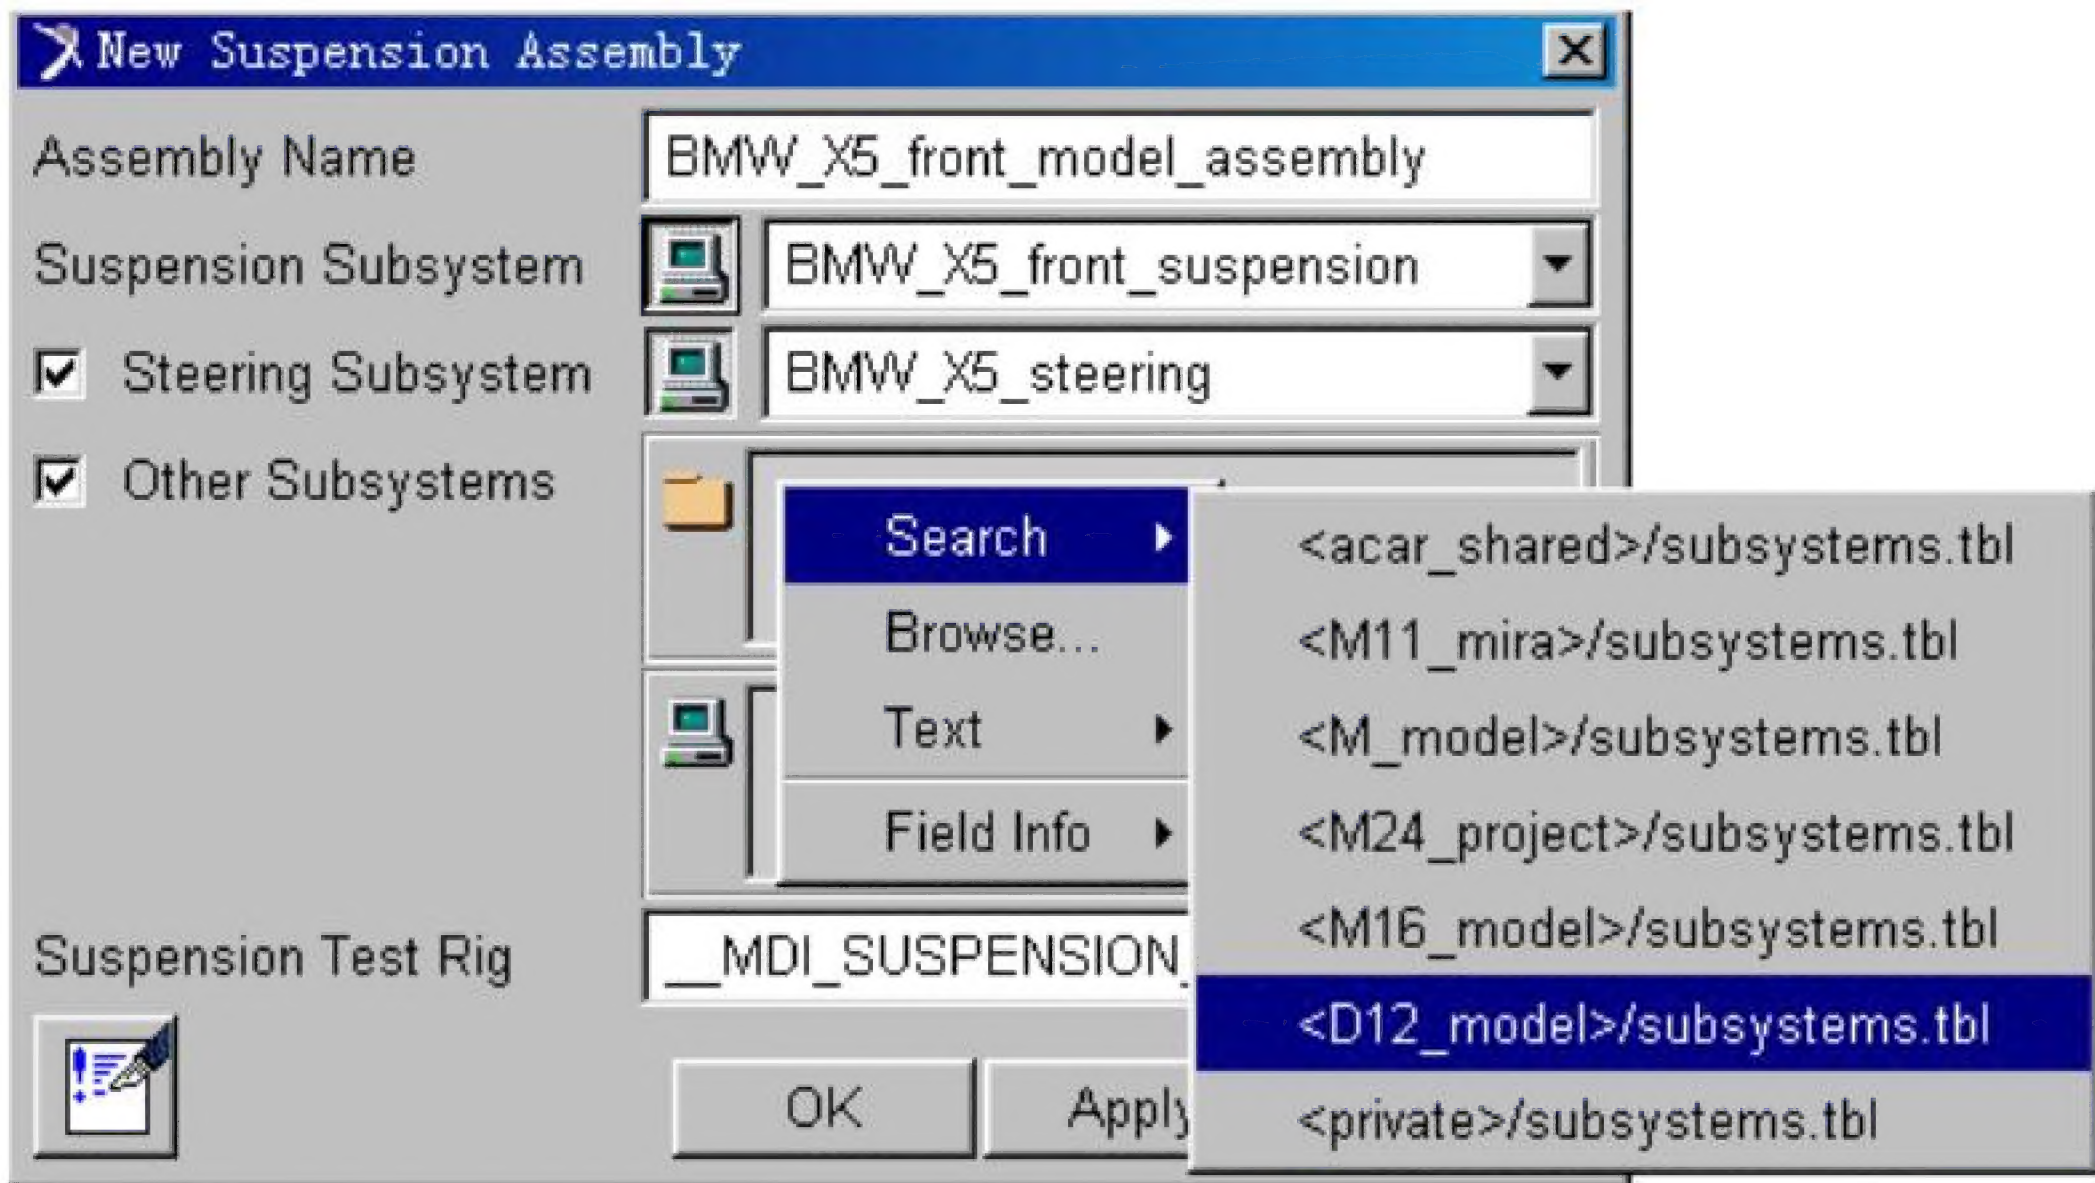 New Suspension Assembly
Assembly Name
BMW_X5_front_model_assembly
Suspension Subsystem
BMW_X5_front_suspension
Steering Subsystem
BMW_X5_steering
Other Subsystems
Search
Browse...
Text
Field Info
<acar_shared>/subsystems.tbl
<M11_mira>/subsystems.tbl
<M_model>/subsystems.tbl
<M24_project>/subsystems.tbl
<M16_model>/subsystems.tbl
<D12_model>/subsystems.tbl
<private>/subsystems.tbl
Suspension Test Rig
__MDI_SUSPENSION_
OK
Apply